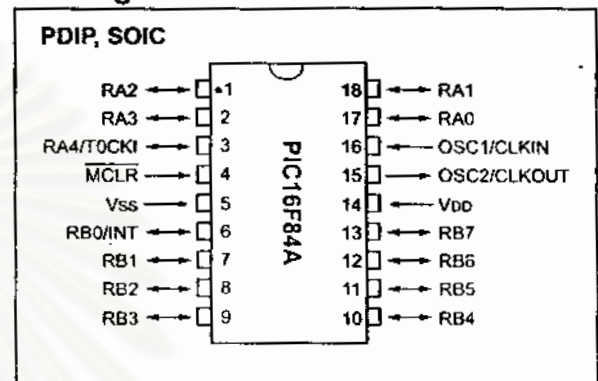 PDIP, SOIC
RA2 1 18 RA1
RA3 2 17 RA0
RA4/T0CKI 3 16 OSC1/CLKIN
MCLR 4 15 OSC2/CLKOUT
Vss 5 14 VDD
RB0/INT 6 13 RB7
RB1 7 12 RB6
RB2 8 11 RB5
RB3 9 10 RB4
PIC16F84A